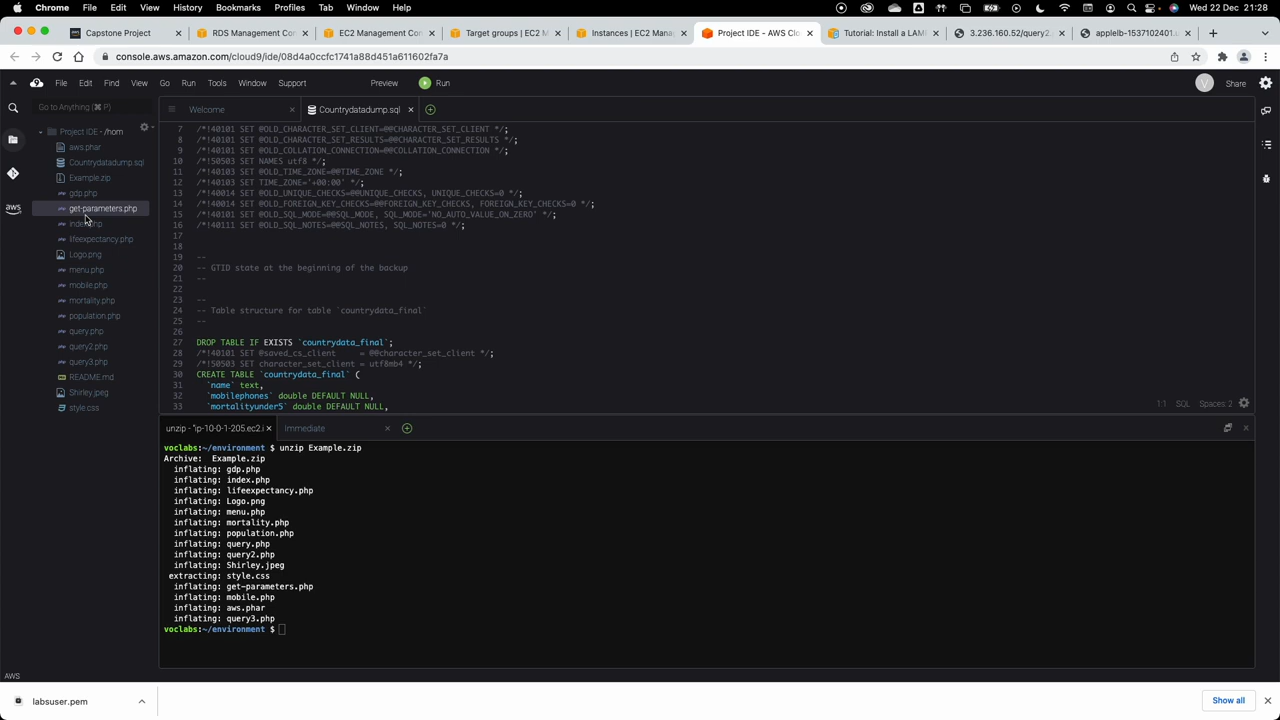 Chrome File Edit View History Bookmarks Profiles Tab Window Help Wed 22 Dec 21:28
Capstone Project RDS Management Con EC2 Management Con Target groups | EC2 M Instances | EC2 Manag Project IDE - AWS Clo Tutorial: Install a LAM 3.236.160.52/query2. applelb-1537102401.
console.aws.amazon.com/cloud9/ide/08d4a0ccfc1741a88d451a611602fa7a
File Edit Find View Go Run Tools Window Support Preview Run V Share
Go to Anything (⌘ P) Welcome Countrydatadump.sql
Project IDE - /hom
aws.phar
Countrydatadump.sql
Example.zip
gdp.php
get-parameters.php
index.php
lifeexpectancy.php
Logo.png
menu.php
mobile.php
mortality.php
population.php
query.php
query2.php
query3.php
README.md
Shirley.jpeg
style.css
aws
7 /*!40101 SET @OLD_CHARACTER_SET_CLIENT=@@CHARACTER_SET_CLIENT */;
8 /*!40101 SET @OLD_CHARACTER_SET_RESULTS=@@CHARACTER_SET_RESULTS */;
9 /*!40101 SET @OLD_COLLATION_CONNECTION=@@COLLATION_CONNECTION */;
10 /*!50503 SET NAMES utf8 */;
11 /*!40103 SET @OLD_TIME_ZONE=@@TIME_ZONE */;
12 /*!40103 SET TIME_ZONE='+00:00' */;
13 /*!40014 SET @OLD_UNIQUE_CHECKS=@@UNIQUE_CHECKS, UNIQUE_CHECKS=0 */;
14 /*!40014 SET @OLD_FOREIGN_KEY_CHECKS=@@FOREIGN_KEY_CHECKS, FOREIGN_KEY_CHECKS=0 */;
15 /*!40101 SET @OLD_SQL_MODE=@@SQL_MODE, SQL_MODE='NO_AUTO_VALUE_ON_ZERO' */;
16 /*!40111 SET @OLD_SQL_NOTES=@@SQL_NOTES, SQL_NOTES=0 */;
17
18
19 --
20 -- GTID state at the beginning of the backup
21 --
22
23 --
24 -- Table structure for table `countrydata_final`
25 --
26
27 DROP TABLE IF EXISTS `countrydata_final`;
28 /*!40101 SET @saved_cs_client = @@character_set_client */;
29 /*!50503 SET character_set_client = utf8mb4 */;
30 CREATE TABLE `countrydata_final` (
31 `name` text,
32 `mobilephones` double DEFAULT NULL,
33 `mortalityunder5` double DEFAULT NULL,
1:1 SQL Spaces: 2
unzip - "ip-10-0-1-205.ec2.i Immediate
voclabs:~/environment $ unzip Example.zip
Archive: Example.zip
inflating: gdp.php
inflating: index.php
inflating: lifeexpectancy.php
inflating: Logo.png
inflating: menu.php
inflating: mortality.php
inflating: population.php
inflating: query.php
inflating: query2.php
inflating: Shirley.jpeg
extracting: style.css
inflating: get-parameters.php
inflating: mobile.php
inflating: aws.phar
inflating: query3.php
voclabs:~/environment $
AWS
labsuser.pem Show all